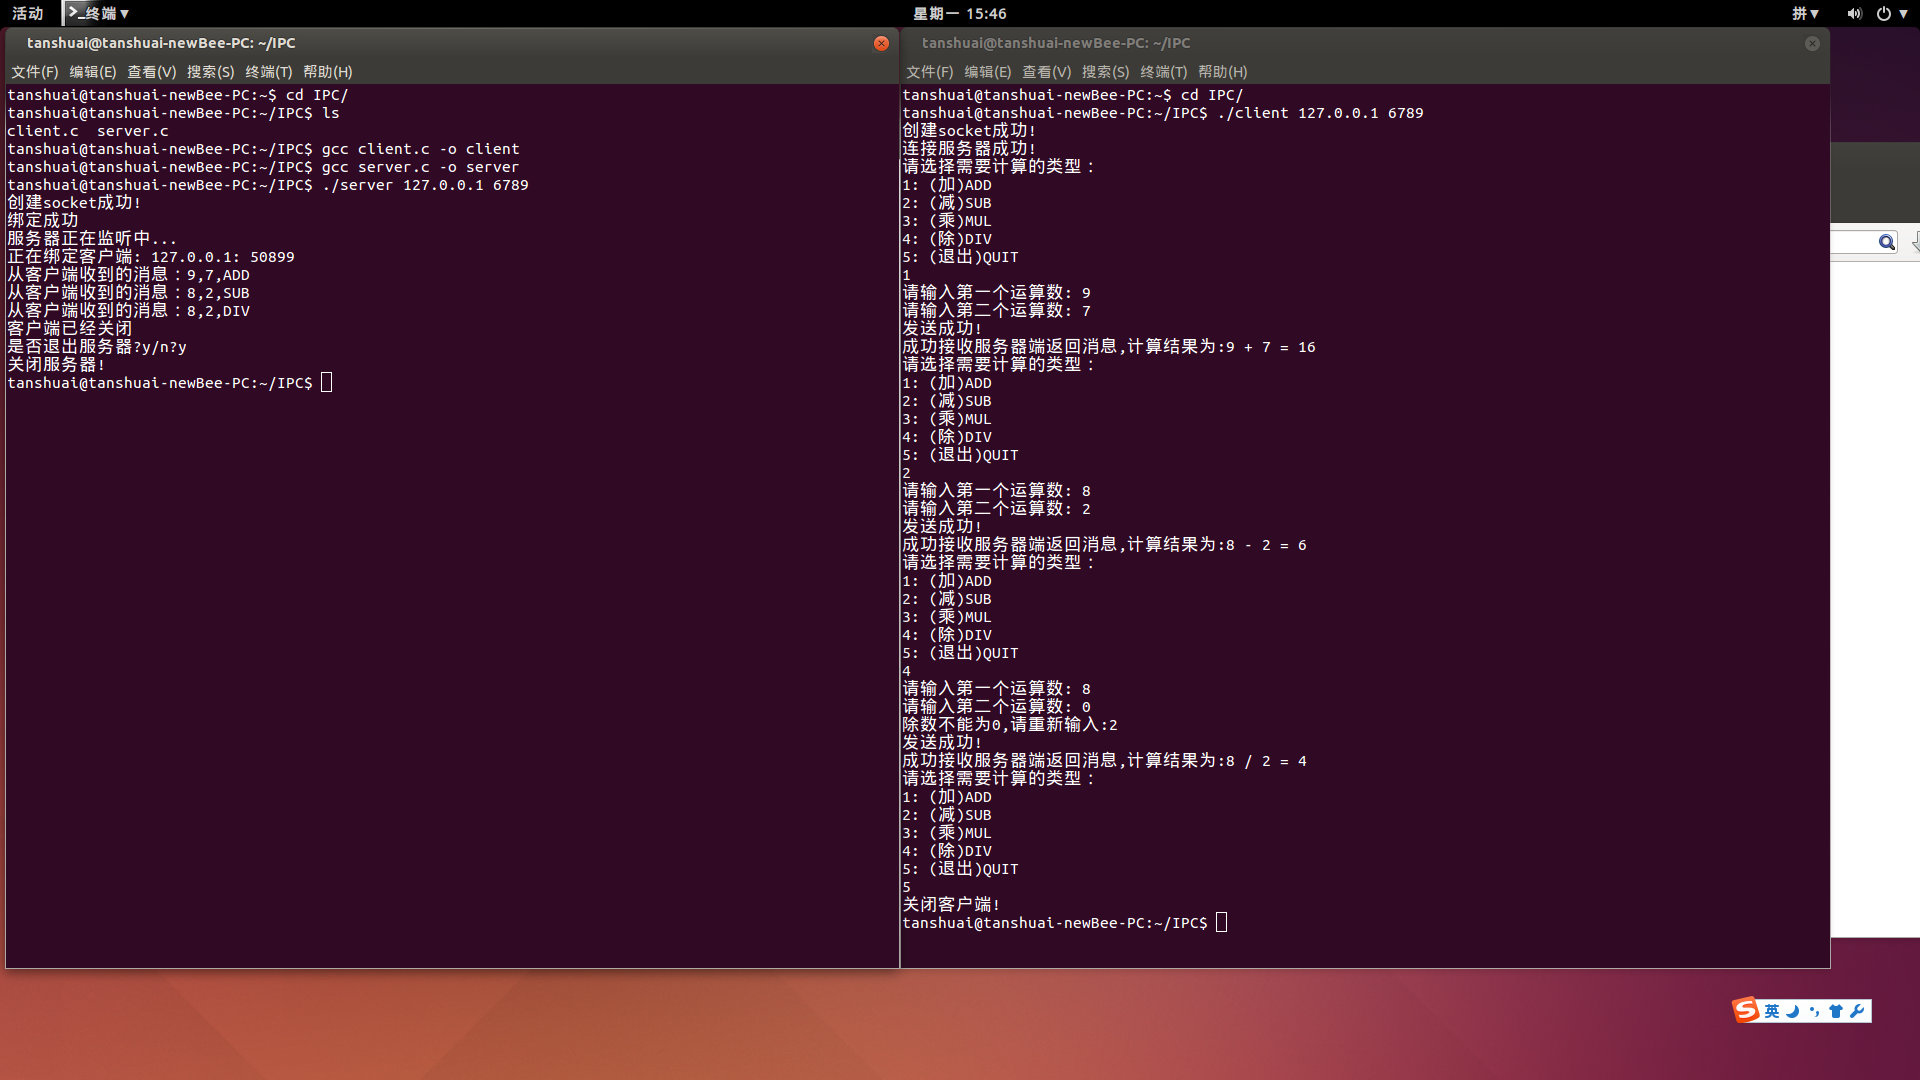 活动
终端
星期一 15:46
拼
tanshuai@tanshuai-newBee-PC: ~/IPC
文件(F) 编辑(E) 查看(V) 搜索(S) 终端(T) 帮助(H)
tanshuai@tanshuai-newBee-PC:~$ cd IPC/
tanshuai@tanshuai-newBee-PC:~/IPC$ ls
client.c  server.c
tanshuai@tanshuai-newBee-PC:~/IPC$ gcc client.c -o client
tanshuai@tanshuai-newBee-PC:~/IPC$ gcc server.c -o server
tanshuai@tanshuai-newBee-PC:~/IPC$ ./server 127.0.0.1 6789
创建socket成功!
绑定成功
服务器正在监听中...
正在绑定客户端: 127.0.0.1: 50899
从客户端收到的消息：9,7,ADD
从客户端收到的消息：8,2,SUB
从客户端收到的消息：8,2,DIV
客户端已经关闭
是否退出服务器?y/n?y
关闭服务器!
tanshuai@tanshuai-newBee-PC:~/IPC$
tanshuai@tanshuai-newBee-PC: ~/IPC
文件(F) 编辑(E) 查看(V) 搜索(S) 终端(T) 帮助(H)
tanshuai@tanshuai-newBee-PC:~$ cd IPC/
tanshuai@tanshuai-newBee-PC:~/IPC$ ./client 127.0.0.1 6789
创建socket成功!
连接服务器成功!
请选择需要计算的类型：
1: (加)ADD
2: (减)SUB
3: (乘)MUL
4: (除)DIV
5: (退出)QUIT
1
请输入第一个运算数: 9
请输入第二个运算数: 7
发送成功!
成功接收服务器端返回消息,计算结果为:9 + 7 = 16
请选择需要计算的类型：
1: (加)ADD
2: (减)SUB
3: (乘)MUL
4: (除)DIV
5: (退出)QUIT
2
请输入第一个运算数: 8
请输入第二个运算数: 2
发送成功!
成功接收服务器端返回消息,计算结果为:8 - 2 = 6
请选择需要计算的类型：
1: (加)ADD
2: (减)SUB
3: (乘)MUL
4: (除)DIV
5: (退出)QUIT
4
请输入第一个运算数: 8
请输入第二个运算数: 0
除数不能为0,请重新输入:2
发送成功!
成功接收服务器端返回消息,计算结果为:8 / 2 = 4
请选择需要计算的类型：
1: (加)ADD
2: (减)SUB
3: (乘)MUL
4: (除)DIV
5: (退出)QUIT
5
关闭客户端!
tanshuai@tanshuai-newBee-PC:~/IPC$
S 英